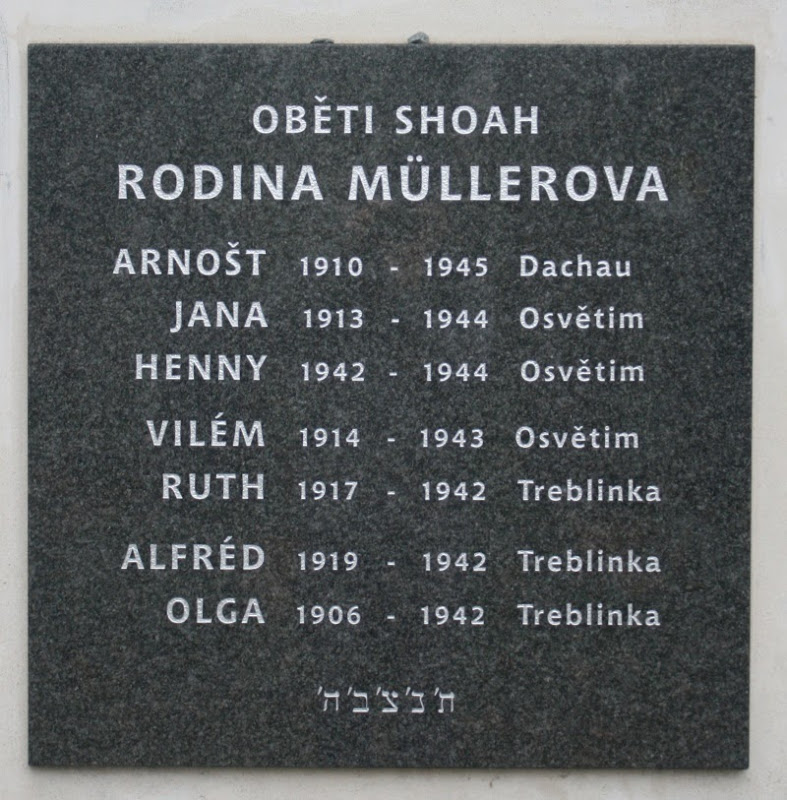 OBĚTI SHOAH
RODINA MÜLLEROVA
ARNOŠT 1910 - 1945 Dachau
JANA 1913 - 1944 Osvětim
HENNY 1942 - 1944 Osvětim
VILÉM 1914 - 1943 Osvětim
RUTH 1917 - 1942 Treblinka
ALFRÉD 1919 - 1942 Treblinka
OLGA 1906 - 1942 Treblinka
ת' נ' צ' ב' ה'